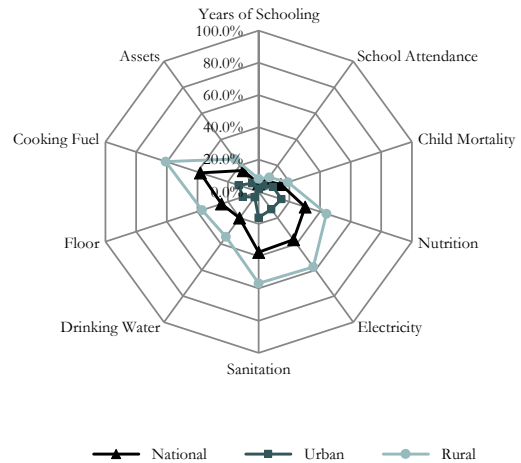 Years of Schooling
100.0%
Assets
School Attendance
80.0%
60.0%
Cooking Fuel
40.0%
Child Mortality
20.0%
0.0%
Floor
Nutrition
Drinking Water
Electricity
Sanitation
National Urban Rural